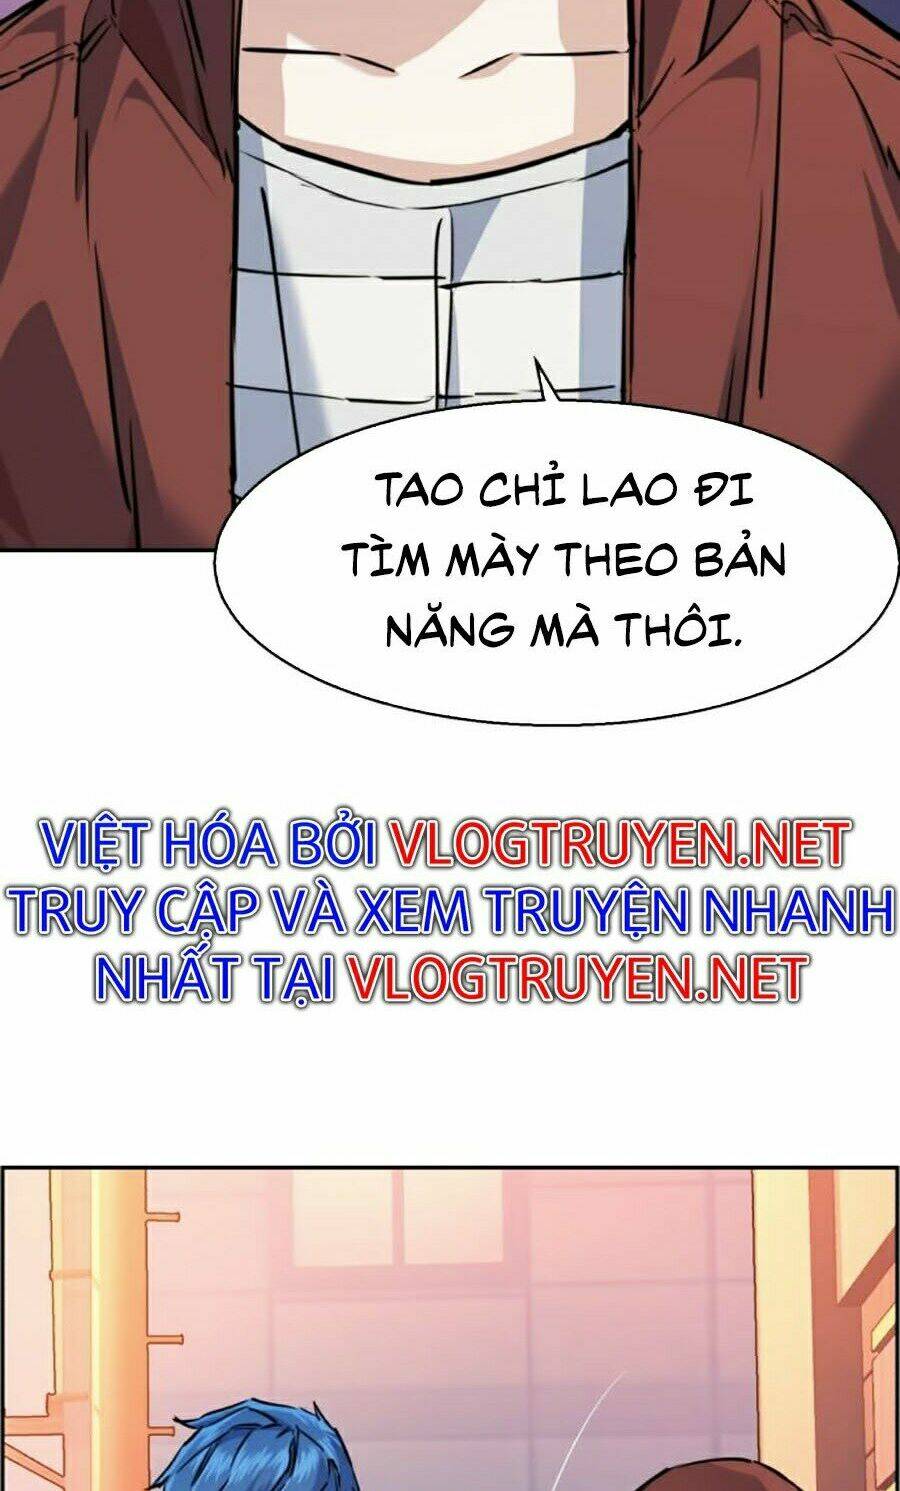 TAO CHỈ LAO ĐI
TÌM MÀY THEO BẢN
NĂNG MÀ THÔI.
VIỆT HÓA BỞI VLOGTRUYEN.NET
TRUY CẬP VÀ XEM TRUYỆN NHANH
NHẤT TẠI VLOGTRUYEN.NET